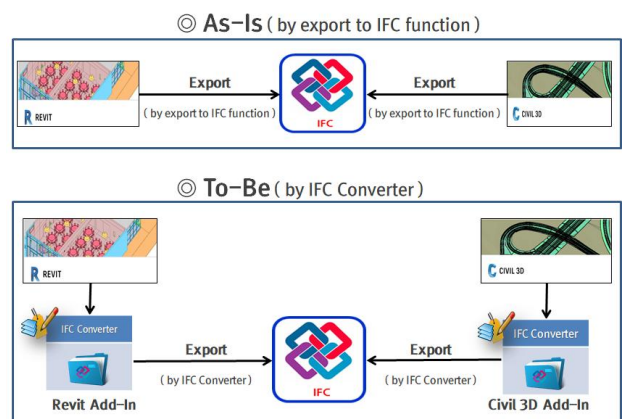 ◎ As-Is ( by export to IFC function )
Export Export
( by export to IFC function) ( by export to IFC function)
R REVIT IFC C CIVIL 3D
◎ To-Be ( by IFC Converter )
R REVIT C CIVIL 3D
IFC Converter IFC Converter
Export Export
( by IFC Converter) IFC ( by IFC Converter)
Revit Add-In Civil 3D Add-In